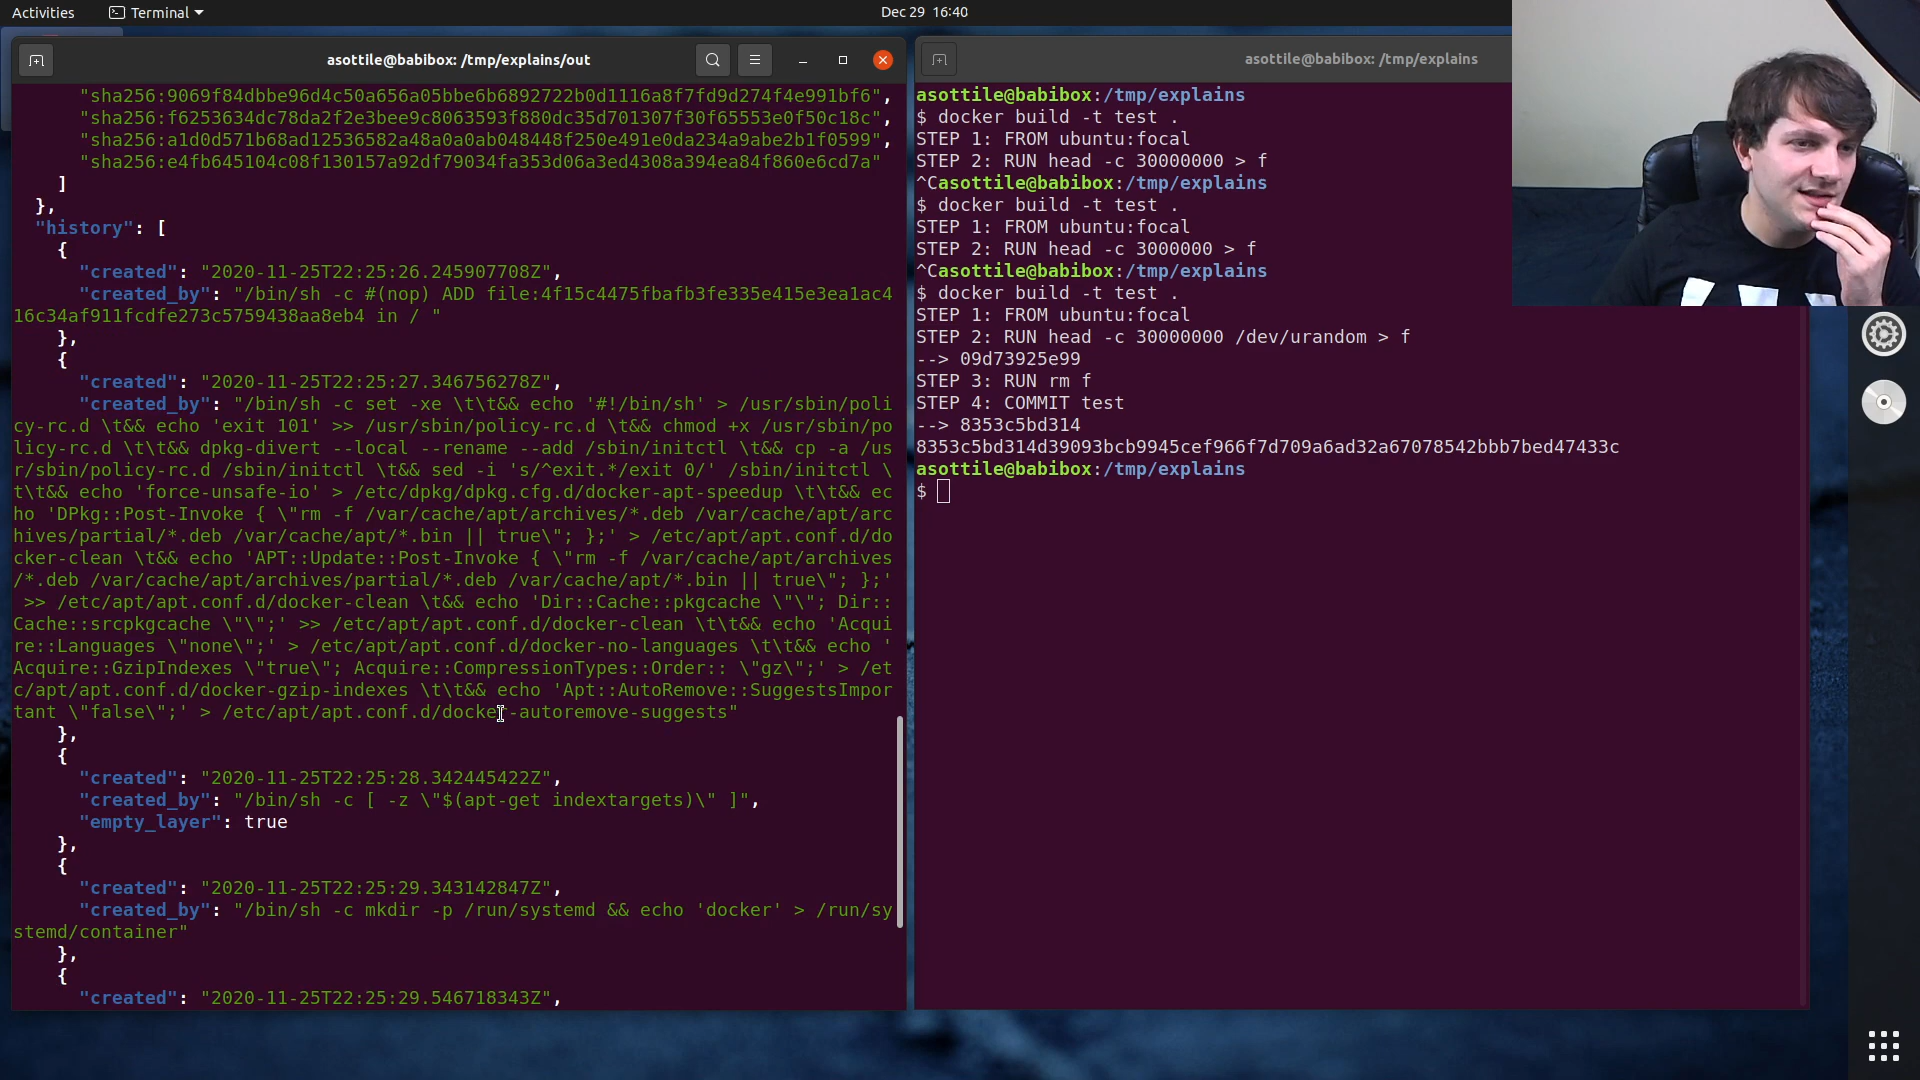 Activities
Terminal
Dec 29 16:40
asottile@babibox: /tmp/explains/out
"sha256:9069f84dbbe96d4c50a656a05bbe6b6892722b0d1116a8f7fd9d274f4e991bf6",
"sha256:f6253634dc78da2f2e3bee9c8063593f880dc35d701307f30f65553e0f50c18c",
"sha256:a1d0d571b68ad12536582a48a0a0ab048448f250e491e0da234a9abe2b1f0599",
"sha256:e4fb645104c08f130157a92df79034fa353d06a3ed4308a394ea84f860e6cd7a"
]
},
"history": [
{
"created": "2020-11-25T22:25:26.245907708Z",
"created_by": "/bin/sh -c #(nop) ADD file:4f15c4475fbafb3fe335e415e3ea1ac4
16c34af911fcdfe273c5759438aa8eb4 in / "
},
{
"created": "2020-11-25T22:25:27.346756278Z",
"created_by": "/bin/sh -c set -xe \t\t&& echo '#!/bin/sh' > /usr/sbin/poli
cy-rc.d \t&& echo 'exit 101' >> /usr/sbin/policy-rc.d \t&& chmod +x /usr/sbin/po
licy-rc.d \t\t&& dpkg-divert --local --rename --add /sbin/initctl \t&& cp -a /us
r/sbin/policy-rc.d /sbin/initctl \t&& sed -i 's/^exit.*/exit 0/' /sbin/initctl \
t\t&& echo 'force-unsafe-io' > /etc/dpkg/dpkg.cfg.d/docker-apt-speedup \t\t&& ec
ho 'DPkg::Post-Invoke { \"rm -f /var/cache/apt/archives/*.deb /var/cache/apt/arc
hives/partial/*.deb /var/cache/apt/*.bin || true\"; };' > /etc/apt/apt.conf.d/do
cker-clean \t&& echo 'APT::Update::Post-Invoke { \"rm -f /var/cache/apt/archives
/*.deb /var/cache/apt/archives/partial/*.deb /var/cache/apt/*.bin || true\"; };'
>> /etc/apt/apt.conf.d/docker-clean \t&& echo 'Dir::Cache::pkgcache \"\"; Dir::
Cache::srcpkgcache \"\";' >> /etc/apt/apt.conf.d/docker-clean \t\t&& echo 'Acqui
re::Languages \"none\";' > /etc/apt/apt.conf.d/docker-no-languages \t\t&& echo '
Acquire::GzipIndexes \"true\"; Acquire::CompressionTypes::Order:: \"gz\";' > /et
c/apt/apt.conf.d/docker-gzip-indexes \t\t&& echo 'Apt::AutoRemove::SuggestsImpor
tant \"false\";' > /etc/apt/apt.conf.d/docker-autoremove-suggests"
},
{
"created": "2020-11-25T22:25:28.342445422Z",
"created_by": "/bin/sh -c [ -z \"$(apt-get indextargets)\" ]",
"empty_layer": true
},
{
"created": "2020-11-25T22:25:29.343142847Z",
"created_by": "/bin/sh -c mkdir -p /run/systemd && echo 'docker' > /run/sy
stemd/container"
},
{
"created": "2020-11-25T22:25:29.546718343Z",
asottile@babibox: /tmp/explains
asottile@babibox:/tmp/explains
$ docker build -t test .
STEP 1: FROM ubuntu:focal
STEP 2: RUN head -c 30000000 > f
^Casottile@babibox:/tmp/explains
$ docker build -t test .
STEP 1: FROM ubuntu:focal
STEP 2: RUN head -c 3000000 > f
^Casottile@babibox:/tmp/explains
$ docker build -t test .
STEP 1: FROM ubuntu:focal
STEP 2: RUN head -c 30000000 /dev/urandom > f
--> 09d73925e99
STEP 3: RUN rm f
STEP 4: COMMIT test
--> 8353c5bd314
8353c5bd314d39093bcb9945cef966f7d709a6ad32a67078542bbb7bed47433c
asottile@babibox:/tmp/explains
$